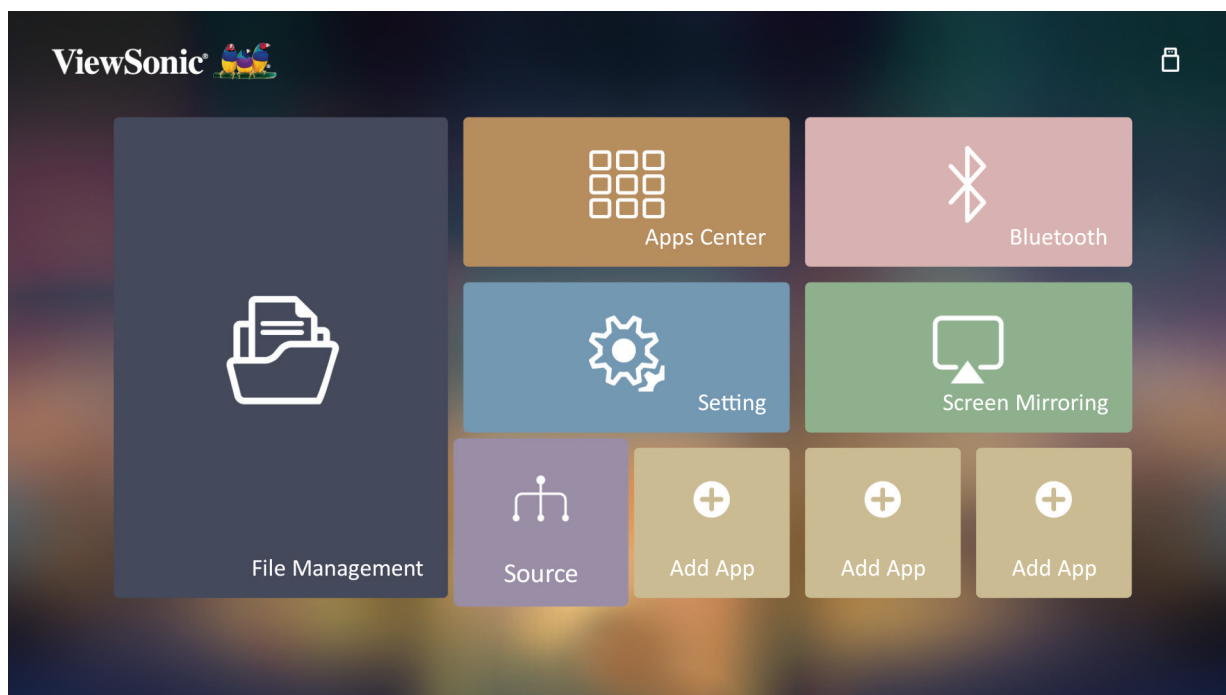 ViewSonic®
Apps Center
Bluetooth
Setting
Screen Mirroring
File Management
Source
Add App
Add App
Add App